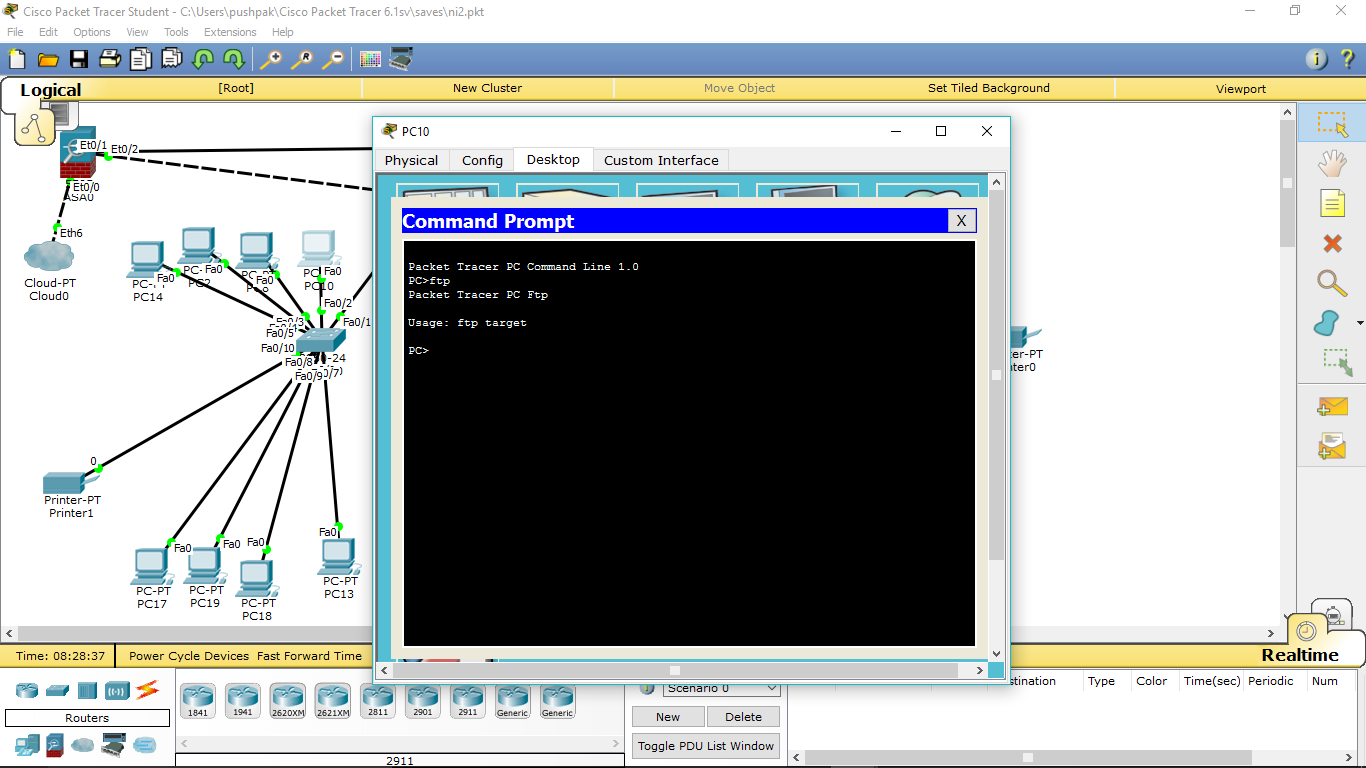 Cisco Packet Tracer Student - C:\Users\pushpak\Cisco Packet Tracer 6.1sv\saves\ni2.pkt
File Edit Options View Tools Extensions Help
Logical [Root] New Cluster Move Object Set Tiled Background Viewport
Et0/1 Et0/2
Et0/0
ASA0
Eth6
Cloud-PT
Cloud0
Fa0
PC14
Fa0
PC2
Fa0
Fa0
PC10
Fa0/2
Fa0/3
Fa0/1
Fa0/5
Fa0/10
Fa0/8
-24
Fa0/9
0/7)
0
Printer-PT
Printer1
Fa0
PC-PT
PC17
Fa0
PC-PT
PC19
Fa0
PC-PT
PC18
Fa0
PC-PT
PC13
PC10
Physical Config Desktop Custom Interface
Command Prompt X
Packet Tracer PC Command Line 1.0
PC>ftp
Packet Tracer PC Ftp
Usage: ftp target
PC>
ter-PT
nter0
Time: 08:28:37 Power Cycle Devices Fast Forward Time
Realtime
Routers
1841 1941 2620XM 2621XM 2811 2901 2911 Generic Generic
2911
Scenario 0
New Delete
Toggle PDU List Window
stination Type Color Time(sec) Periodic Num